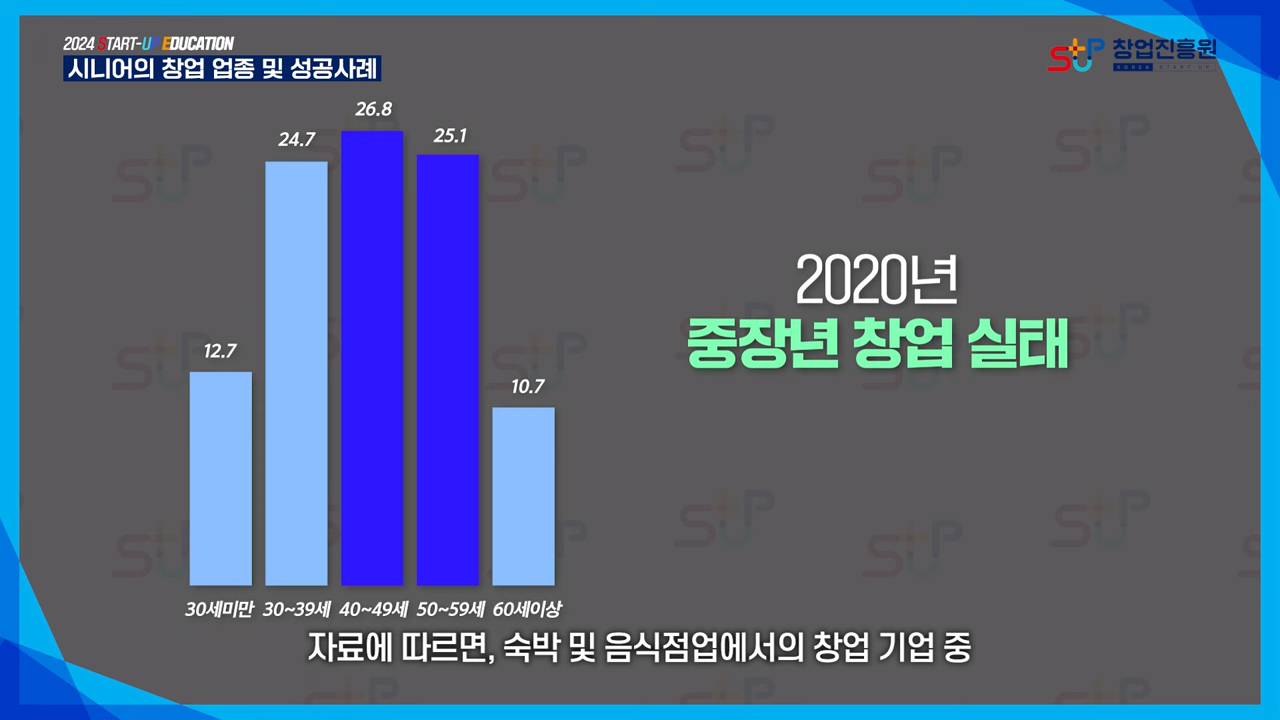 2024 START-UP EDUCATION
시니어의 창업 업종 및 성공사례
STUP 창업진흥원
KOREA START UP
26.8
25.1
24.7
12.7
10.7
2020년
중장년 창업 실태
30세미만 30~39세 40~49세 50~59세 60세이상
자료에 따르면, 숙박 및 음식점업에서의 창업 기업 중